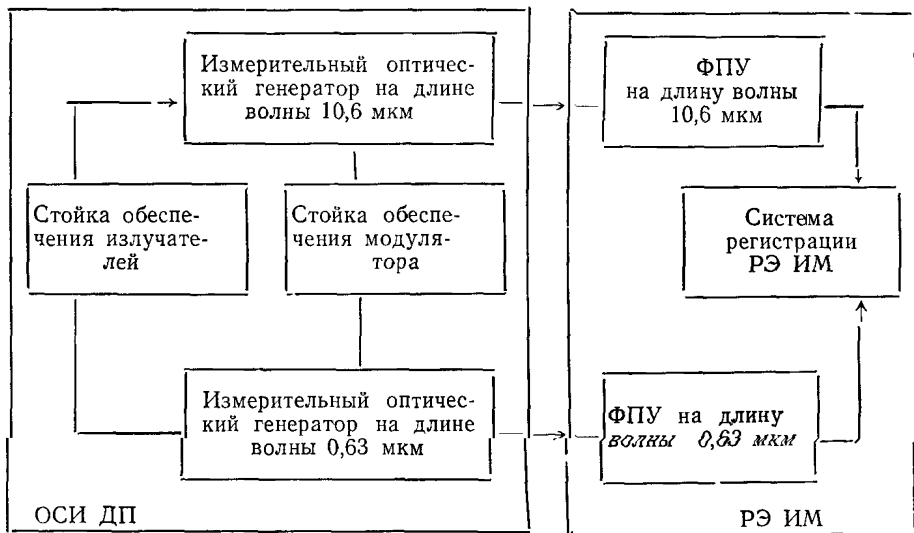 Измерительный оптичес-
кий генератор на длине
волны 10,6 мкм
ФПУ
на длину волны
10,6 мкм
Стойка обеспе-
чения излучате-
лей
Стойка обеспе-
чения модуля-
тора
Система
регистрации
РЭ ИМ
Измерительный оптичес-
кий генератор на длине
волны 0,63 мкм
ФПУ на длину
волны 0,63 мкм
ОСИ ДП
РЭ ИМ